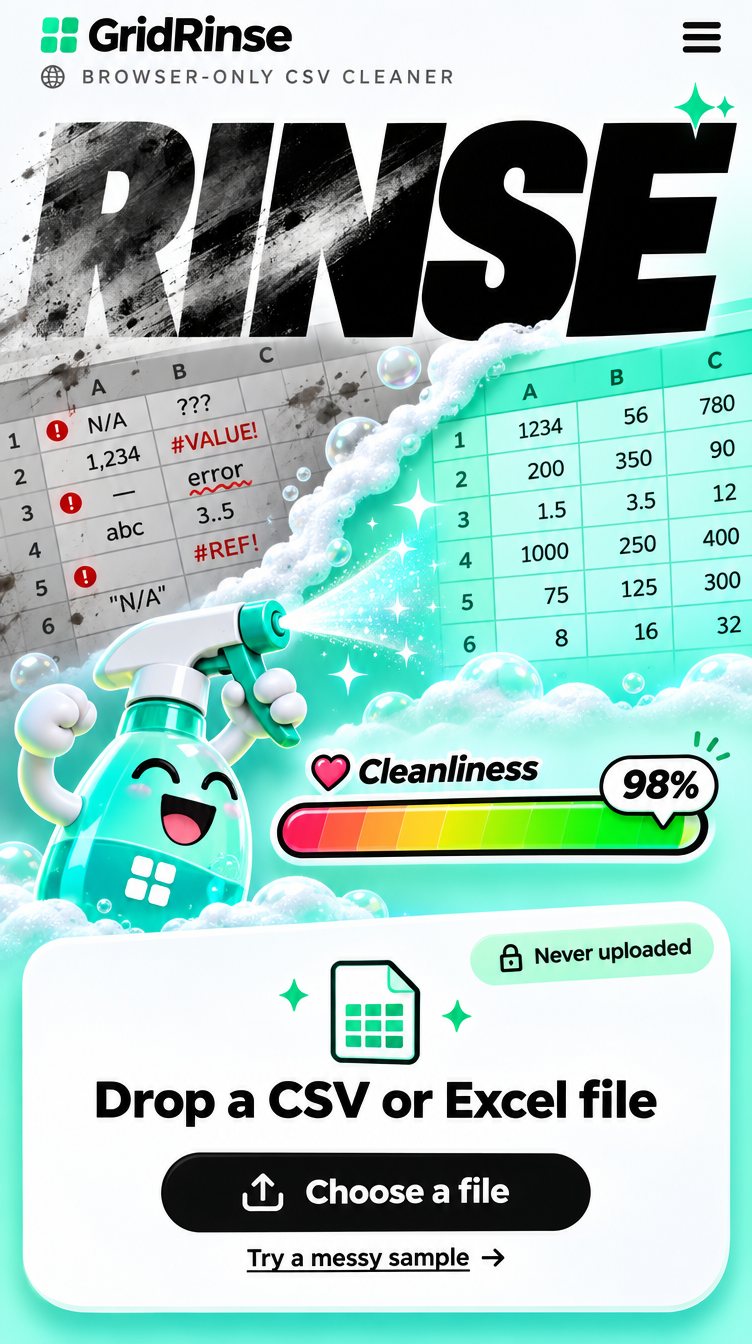 GridRinse
BROWSER-ONLY CSV CLEANER
RINSE
A B C
1 N/A ???
2 1,234 #VALUE!
3 — error
4 abc 3..5
5 #REF!
6 "N/A"
A B C
1 1234 56 780
2 200 350 90
3 1.5 3.5 12
4 1000 250 400
5 75 125 300
6 8 16 32
Cleanliness
98%
Never uploaded
Drop a CSV or Excel file
Choose a file
Try a messy sample →